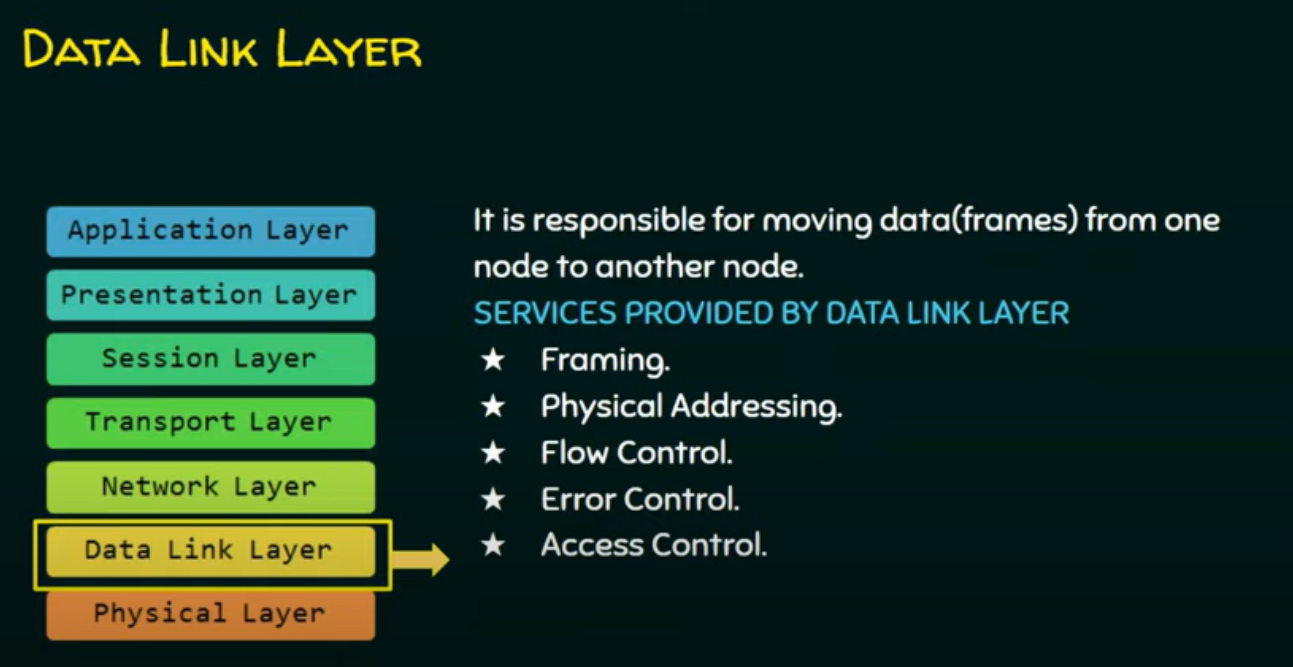 DATA LINK LAYER
Application Layer
Presentation Layer
Session Layer
Transport Layer
Network Layer
Data Link Layer
Physical Layer
It is responsible for moving data(frames) from one
node to another node.
SERVICES PROVIDED BY DATA LINK LAYER
★ Framing.
★ Physical Addressing.
★ Flow Control.
★ Error Control.
★ Access Control.